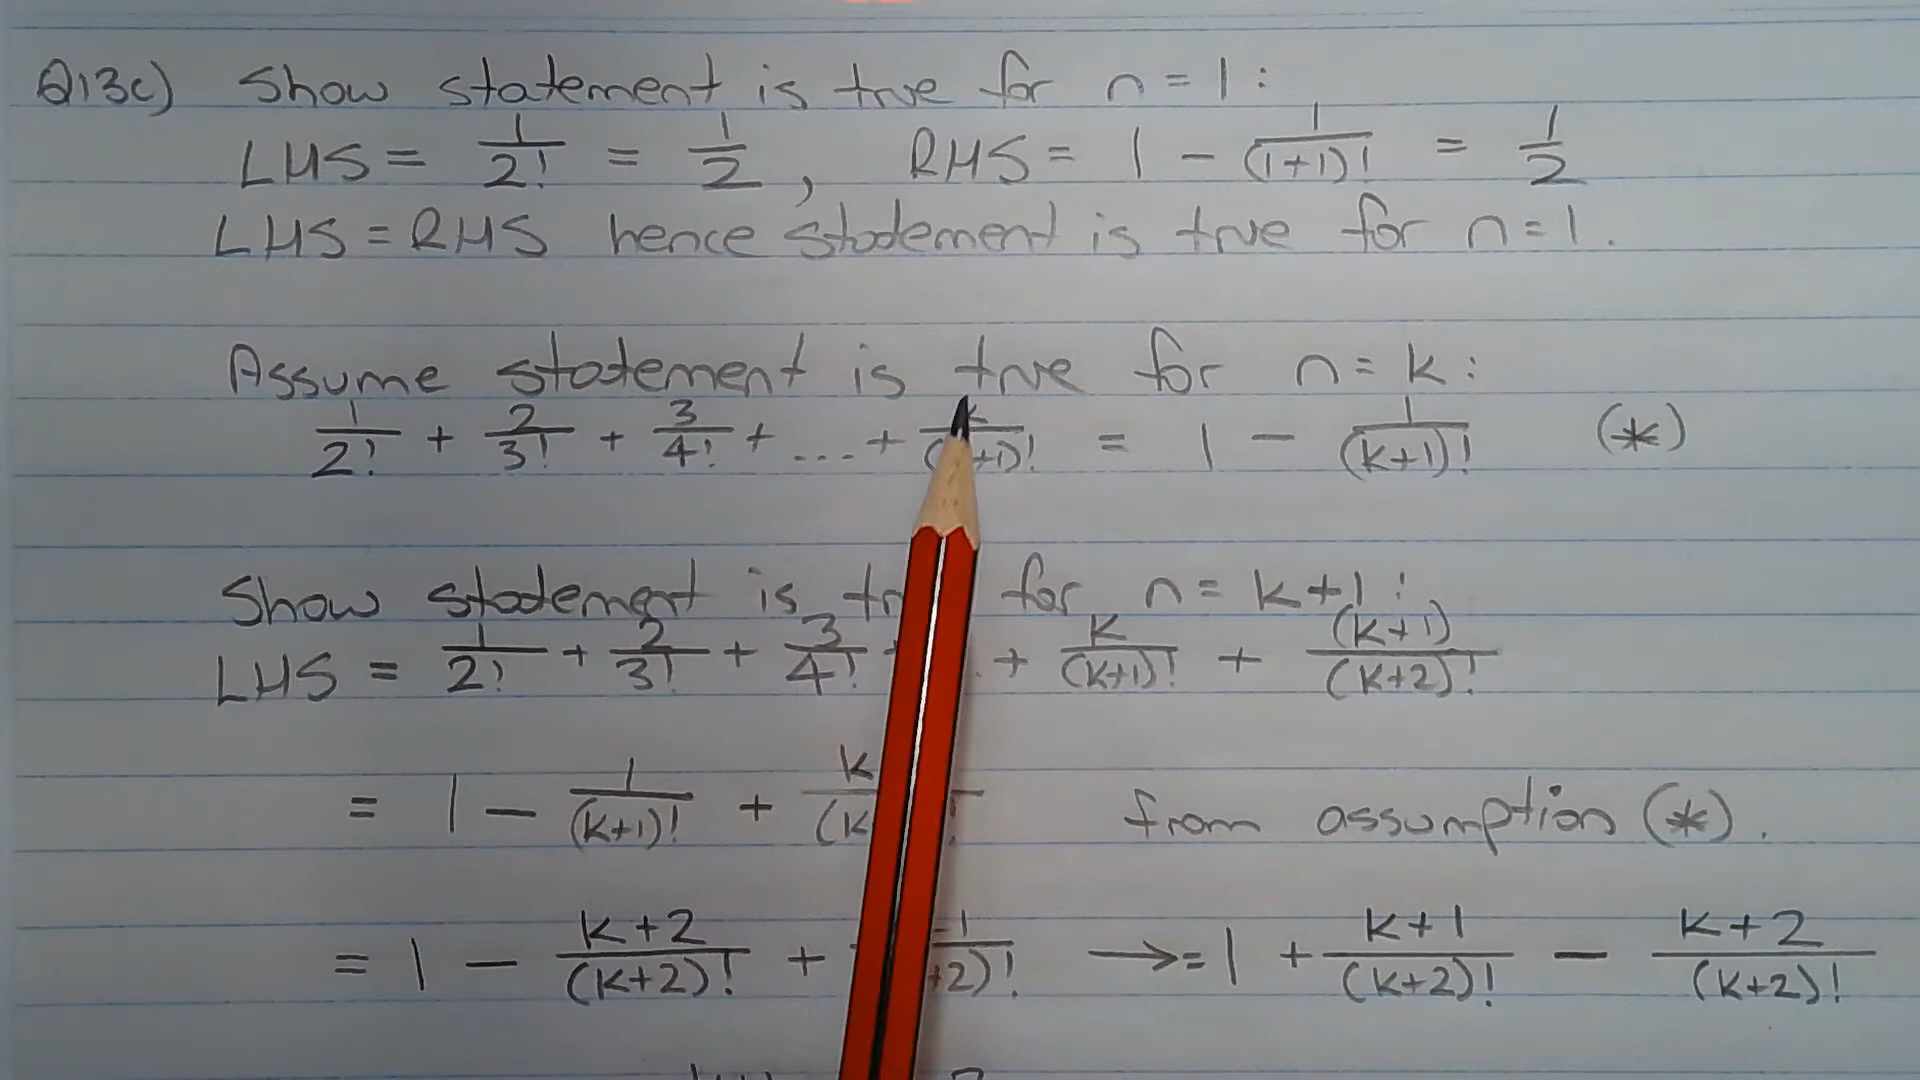 Q13c) Show statement is true for n = 1 :
LHS = 1/2! = 1/2 , RHS = 1 - 1/(1+1)! = 1/2
LHS = RHS hence statement is true for n = 1 .
Assume statement is true for n = k :
1/2! + 2/3! + 3/4! + ... + k/( +1)! = 1 - 1/(k+1)! (*)
Show statement is for n = k+1 :
LHS = 1/2! + 2/3! + 3/4! + k/(k+1)! + (k+1)/(k+2)!
= 1 - 1/(k+1)! + k /(k ! from assumption (*) .
= 1 - k+2/(k+2)! + -1/ +2)! → = 1 + k+1/(k+2)! - k+2/(k+2)!